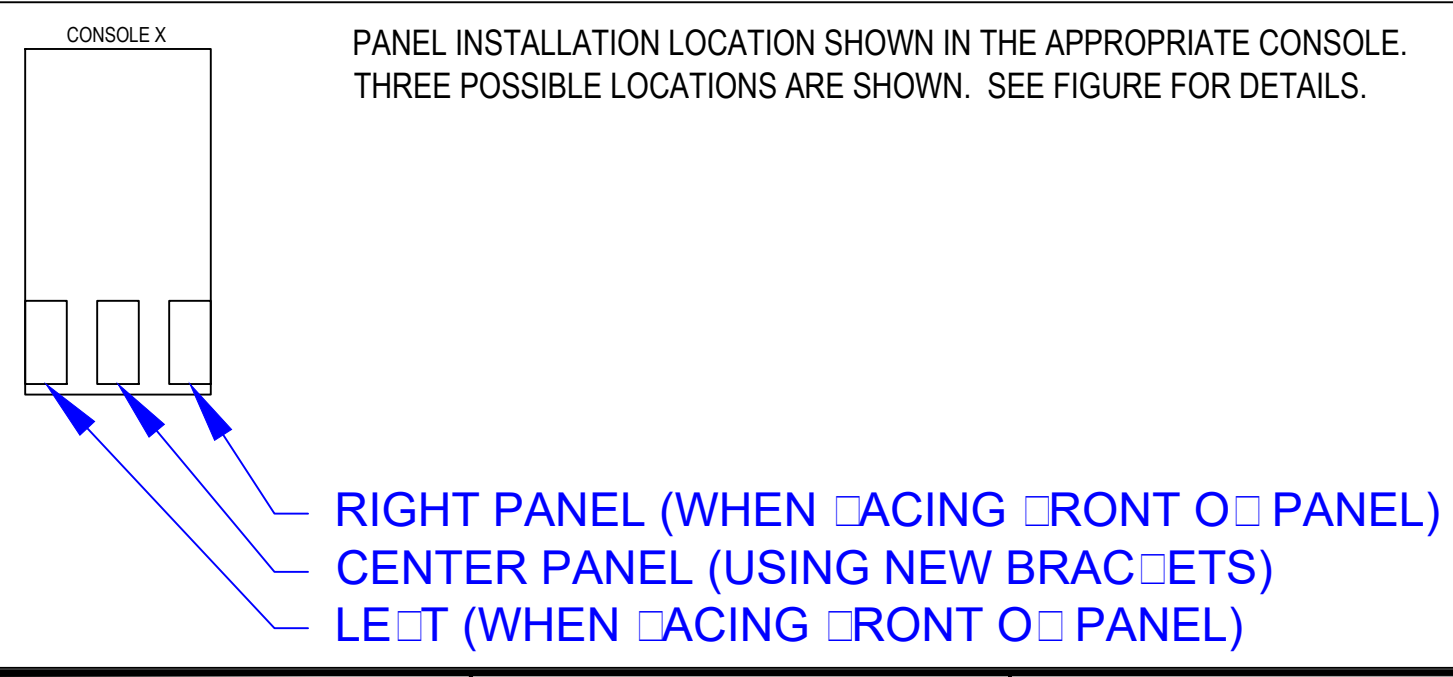 CONSOLE X
PANEL INSTALLATION LOCATION SHOWN IN THE APPROPRIATE CONSOLE.
THREE POSSIBLE LOCATIONS ARE SHOWN. SEE FIGURE FOR DETAILS.
RIGHT PANEL (WHEN □ACING □RONT O□ PANEL)
CENTER PANEL (USING NEW BRAC□ETS)
LE□T (WHEN □ACING □RONT O□ PANEL)